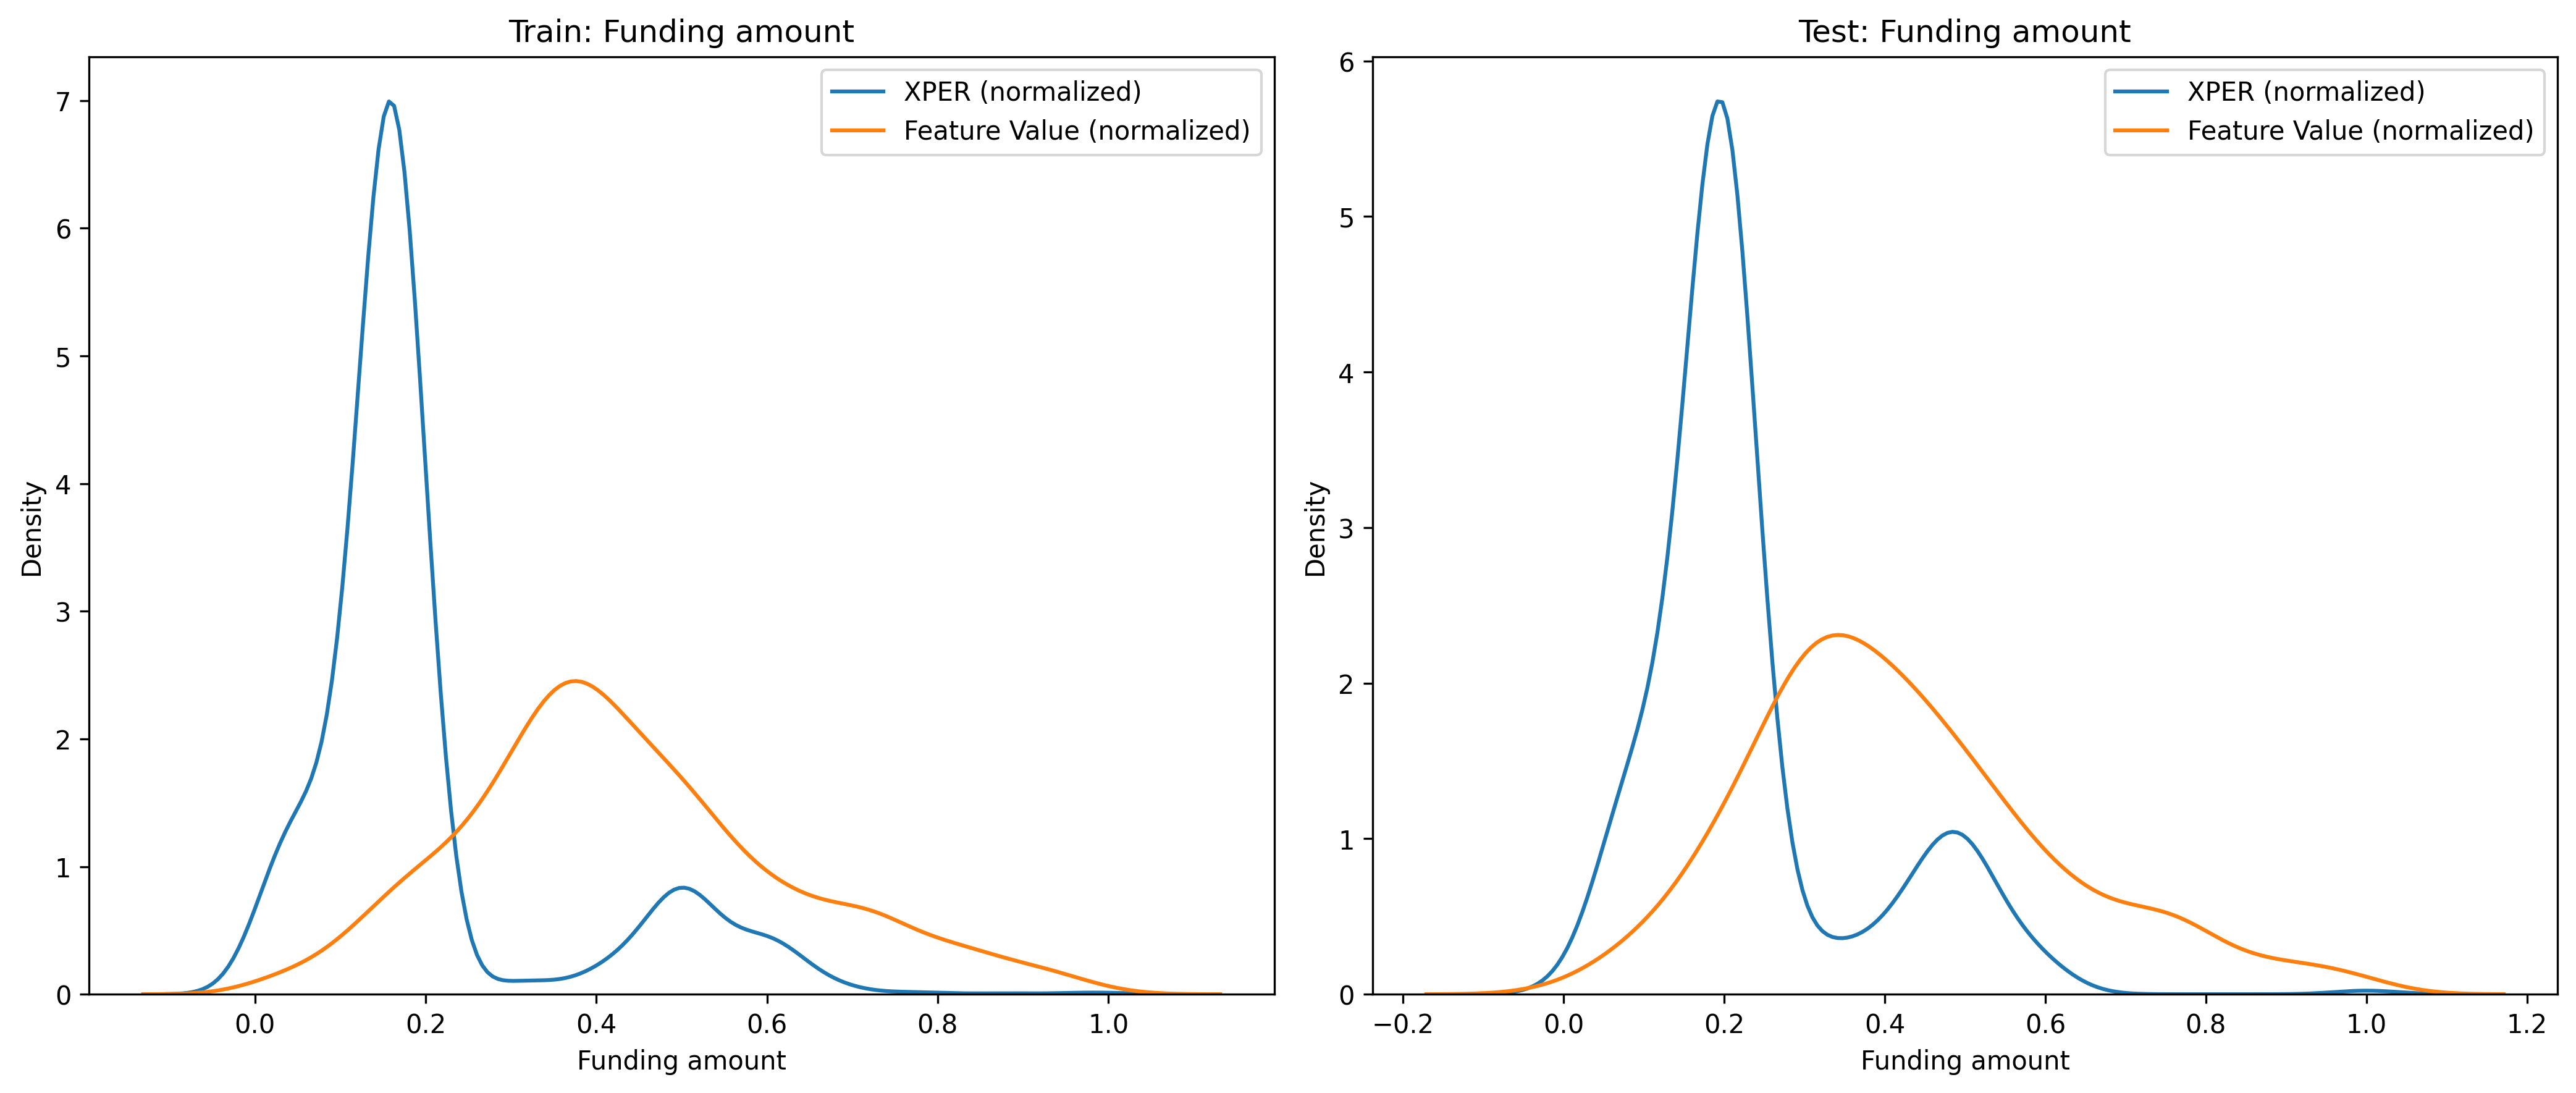 Train: Funding amount
XPER (normalized)
Feature Value (normalized)
Density
7
6
5
4
3
2
1
0
0.0 0.2 0.4 0.6 0.8 1.0
Funding amount
Test: Funding amount
XPER (normalized)
Feature Value (normalized)
Density
6
5
4
3
2
1
0
−0.2 0.0 0.2 0.4 0.6 0.8 1.0 1.2
Funding amount